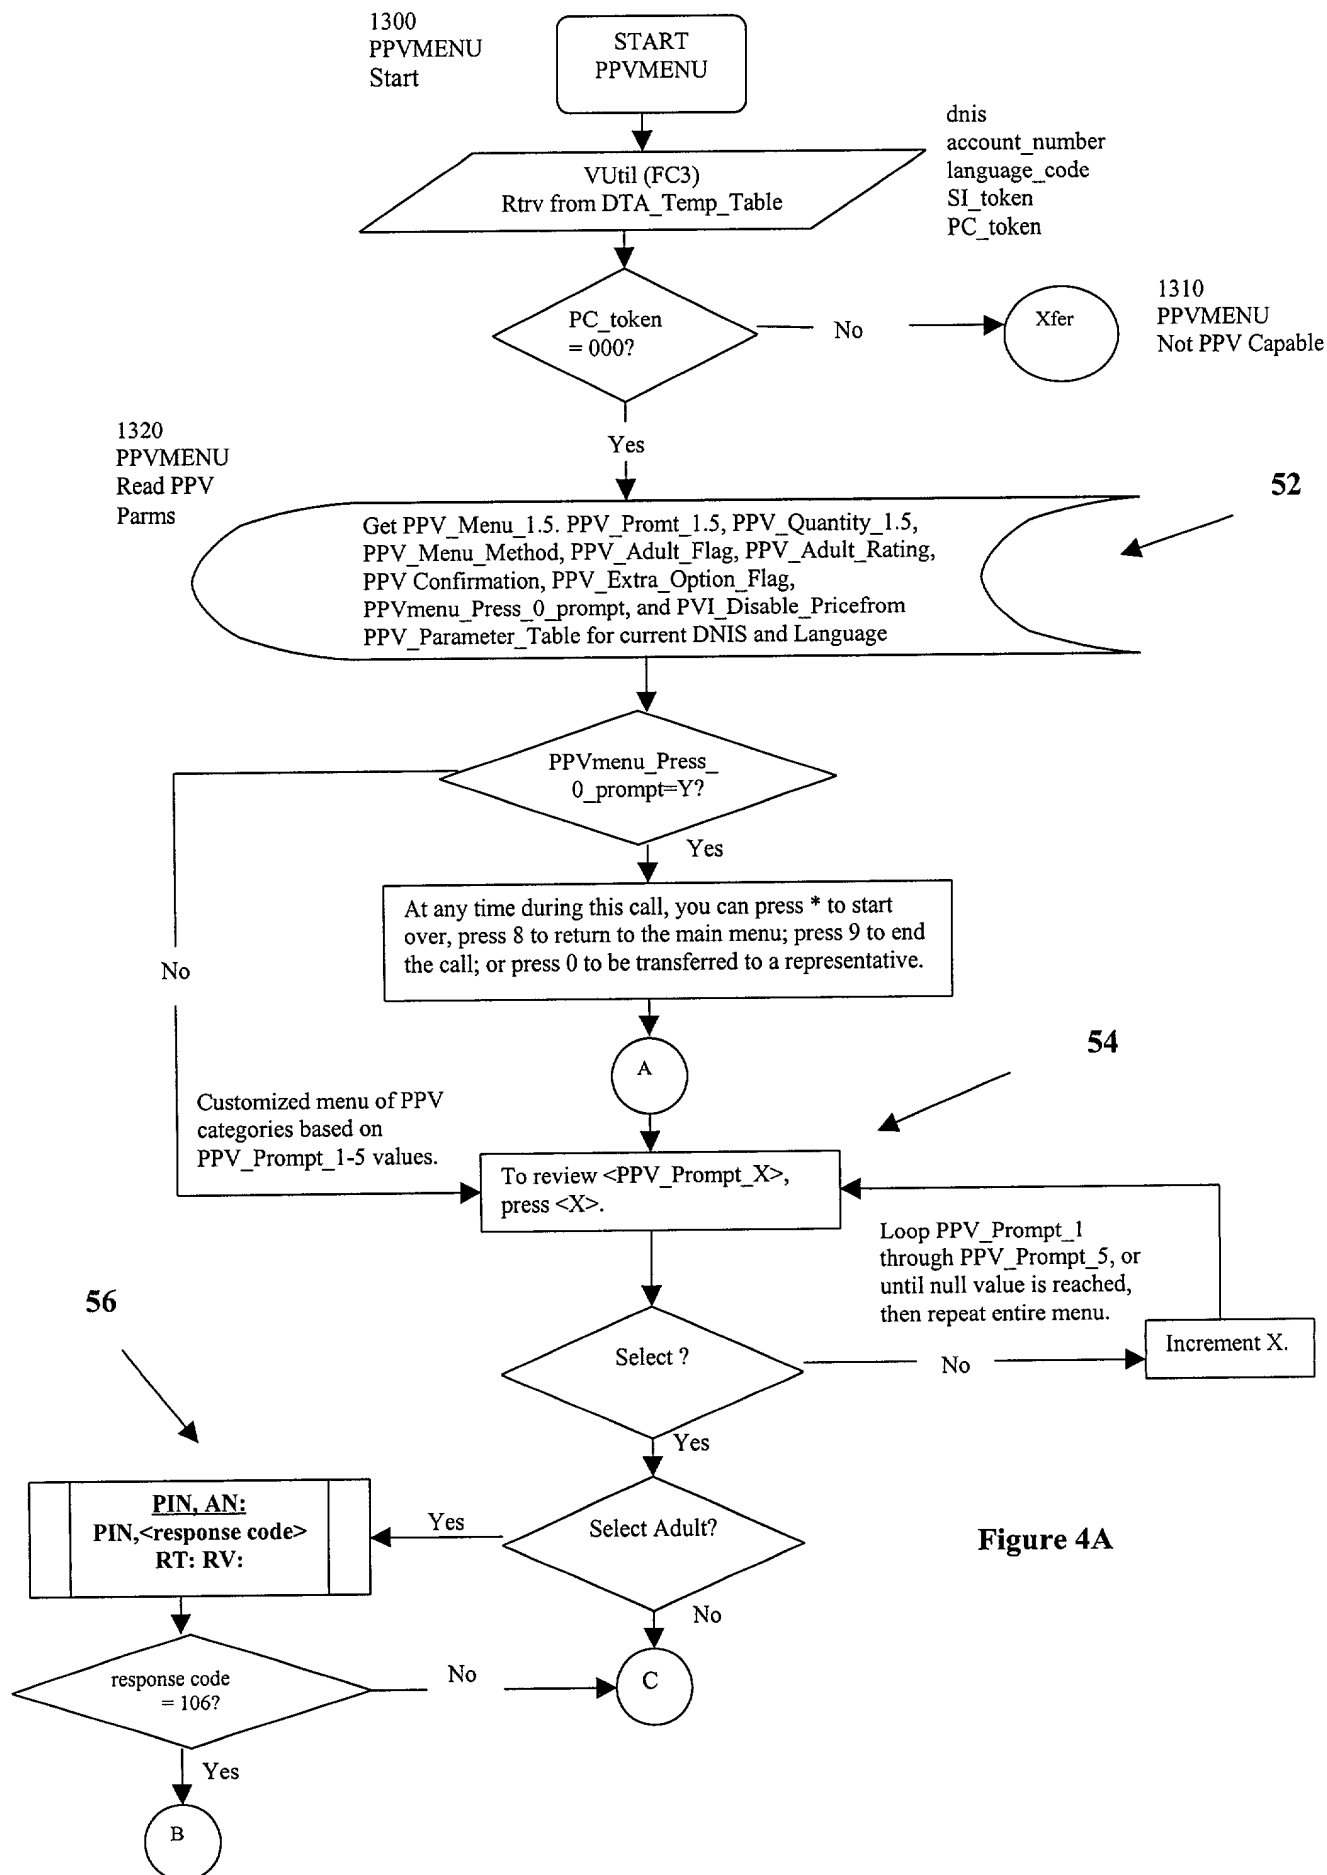 1300
PPVMENU
Start
START
PPVMENU
VUtil (FC3)
Rtrv from DTA_Temp_Table
dnis
account_number
language_code
SI_token
PC_token
PC_token
= 000?
No
Xfer
1310
PPVMENU
Not PPV Capable
Yes
1320
PPVMENU
Read PPV
Parms
52
Get PPV_Menu_1.5. PPV_Promt_1.5, PPV_Quantity_1.5,
PPV_Menu_Method, PPV_Adult_Flag, PPV_Adult_Rating,
PPV Confirmation, PPV_Extra_Option_Flag,
PPVmenu_Press_0_prompt, and PVI_Disable_Pricefrom
PPV_Parameter_Table for current DNIS and Language
PPVmenu_Press_
0_prompt=Y?
Yes
No
At any time during this call, you can press * to start
over, press 8 to return to the main menu; press 9 to end
the call; or press 0 to be transferred to a representative.
A
54
Customized menu of PPV
categories based on
PPV_Prompt_1-5 values.
To review <PPV_Prompt_X>,
press <X>.
Loop PPV_Prompt_1
through PPV_Prompt_5, or
until null value is reached,
then repeat entire menu.
56
Select ?
No
Increment X.
Yes
PIN, AN:
PIN,<response code>
RT: RV:
Yes
Select Adult?
Figure 4A
No
response code
= 106?
No
C
Yes
B